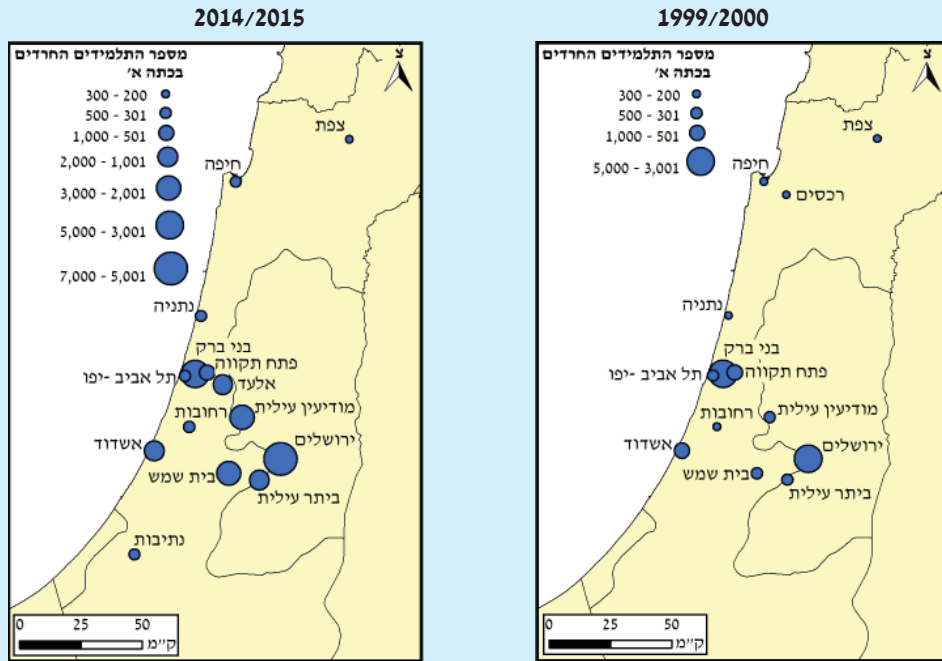 2014/2015
מספר התלמידים החרדים
בכתה א'
300 - 200
500 - 301
1,000 - 501
2,000 - 1,001
3,000 - 2,001
5,000 - 3,001
7,000 - 5,001
צ
צפת
חיפה
נתניה
בני ברק
פתח תקווה
תל אביב -יפו
אלעד
מודיעין עילית
רחובות
ירושלים
אשדוד
בית שמש
ביתר עילית
נתיבות
0 25 50
ק"מ
1999/2000
מספר התלמידים החרדים
בכתה א'
300 - 200
500 - 301
1,000 - 501
5,000 - 3,001
צ
צפת
חיפה
רכסים
נתניה
בני ברק
פתח תקווה
תל אביב -יפו
מודיעין עילית
רחובות
ירושלים
אשדוד
בית שמש
ביתר עילית
0 25 50
ק"מ